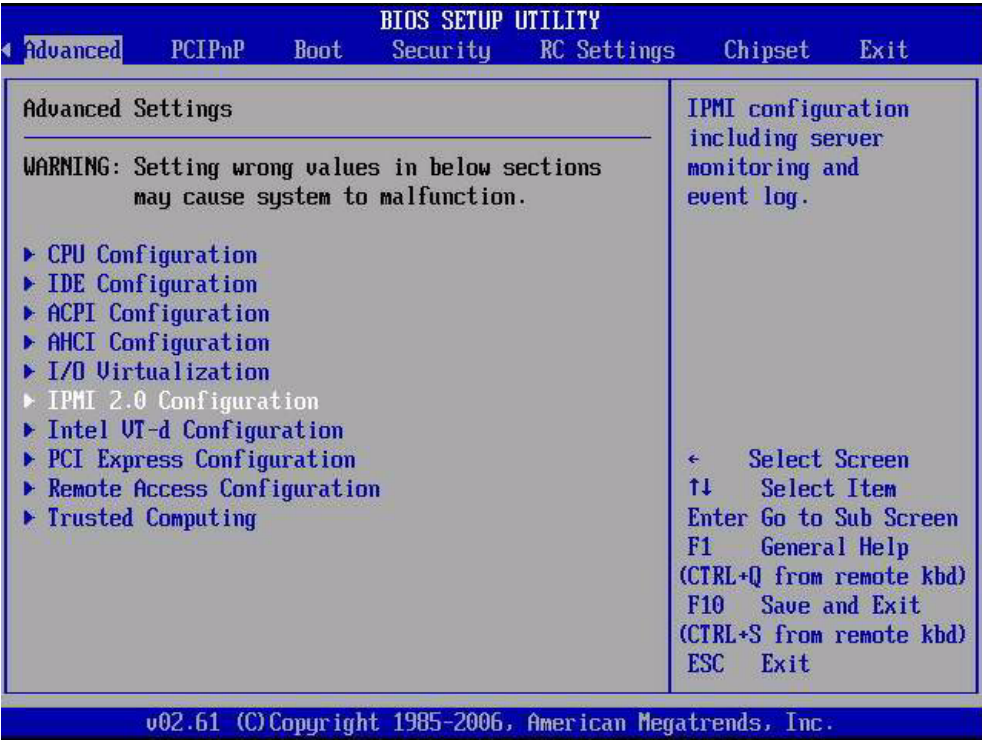 BIOS SETUP UTILITY
Advanced PCIPnP Boot Security RC Settings Chipset Exit
Advanced Settings
WARNING: Setting wrong values in below sections
may cause system to malfunction.
▶ CPU Configuration
▶ IDE Configuration
▶ ACPI Configuration
▶ AHCI Configuration
▶ I/O Virtualization
▶ IPMI 2.0 Configuration
▶ Intel VT-d Configuration
▶ PCI Express Configuration
▶ Remote Access Configuration
▶ Trusted Computing
IPMI configuration
including server
monitoring and
event log.
← Select Screen
↑↓ Select Item
Enter Go to Sub Screen
F1 General Help
(CTRL+Q from remote kbd)
F10 Save and Exit
(CTRL+S from remote kbd)
ESC Exit
v02.61 (C)Copyright 1985-2006, American Megatrends, Inc.